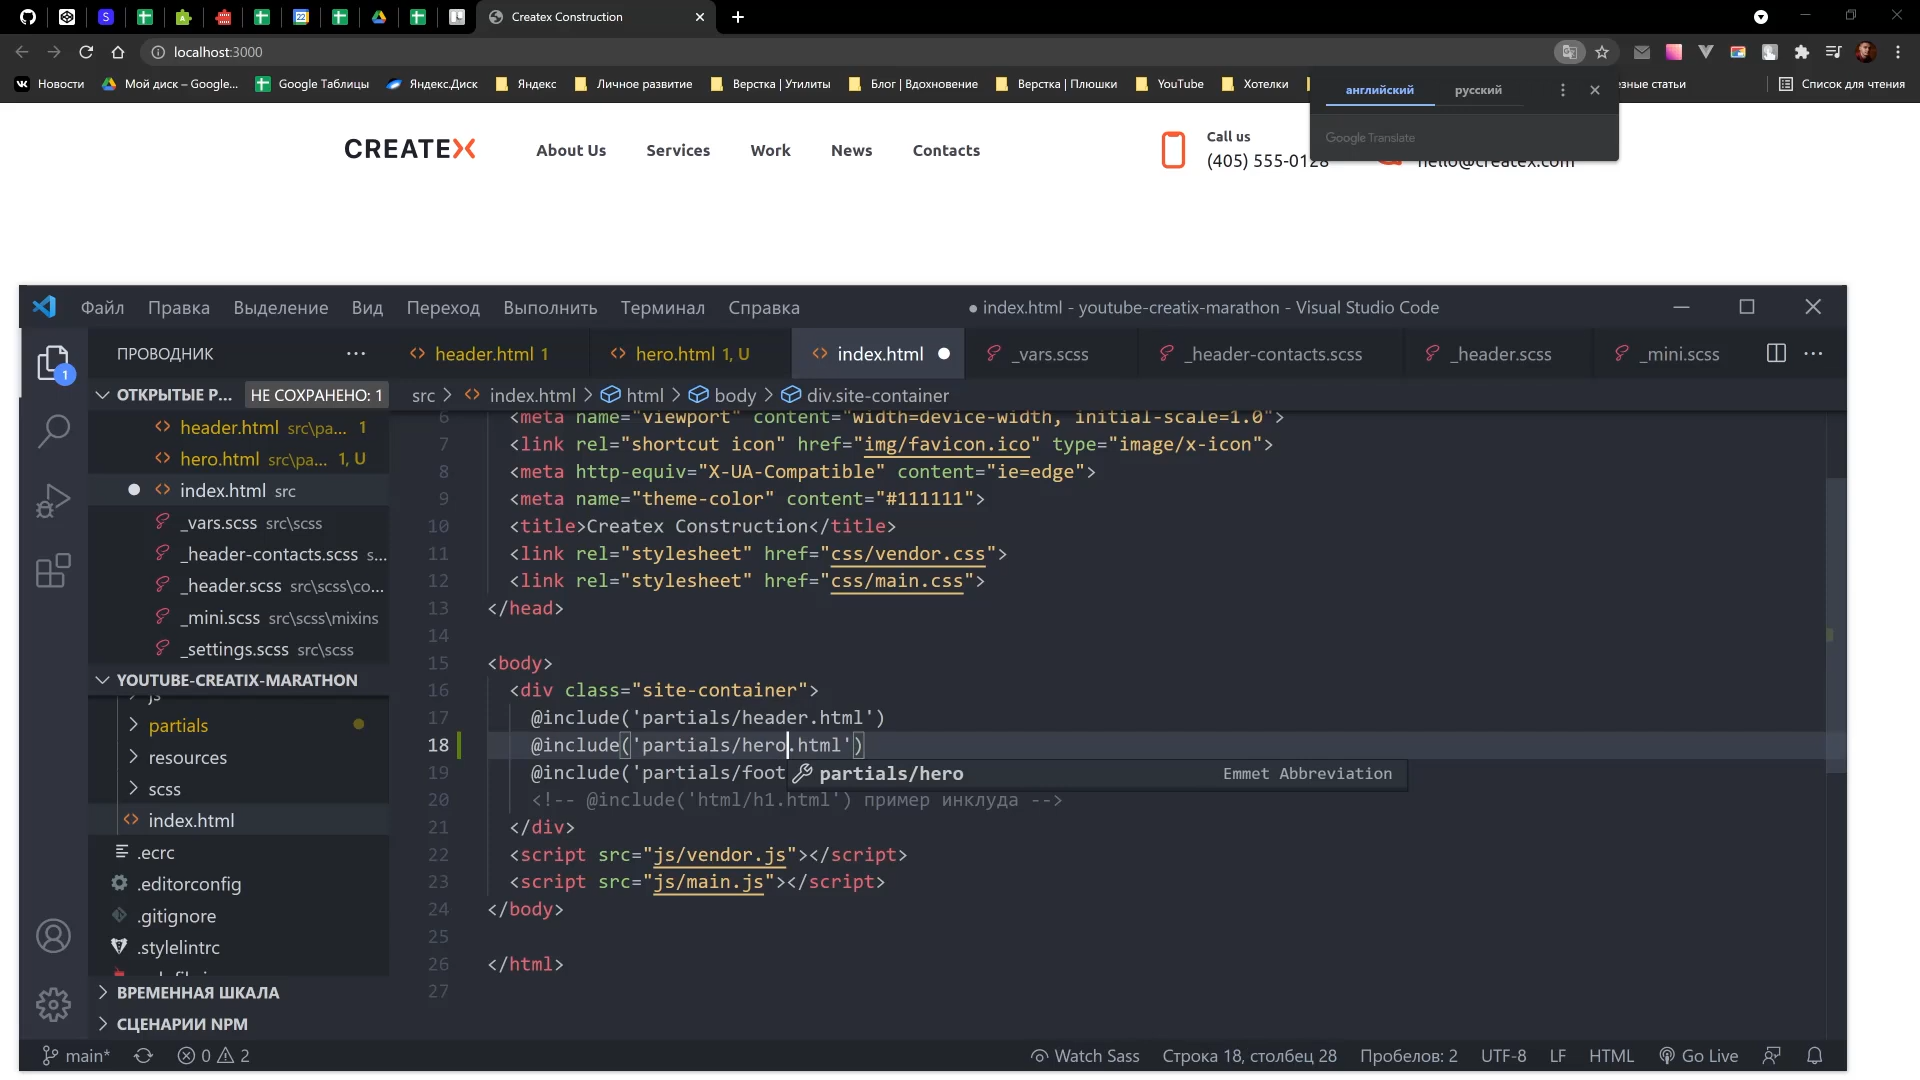 Createx Construction
localhost:3000
Новости
Мой диск – Google...
Google Таблицы
Яндекс.Диск
Яндекс
Личное развитие
Верстка | Утилиты
Блог | Вдохновение
Верстка | Плюшки
YouTube
Хотелки
зные статьи
Список для чтения
английский
русский
Google Translate
CREATEX
About Us
Services
Work
News
Contacts
Call us
(405) 555-0128
hello@createx.com
Файл Правка Выделение Вид Переход Выполнить Терминал Справка
● index.html - youtube-creatix-marathon - Visual Studio Code
ПРОВОДНИК
header.html 1
hero.html 1, U
index.html
_vars.scss
_header-contacts.scss
_header.scss
_mini.scss
ОТКРЫТЫЕ Р...
НЕ СОХРАНЕНО: 1
src > index.html > html > body > div.site-container
header.html src\pa... 1
hero.html src\pa... 1, U
index.html src
_vars.scss src\scss
_header-contacts.scss s...
_header.scss src\scss\co...
_mini.scss src\scss\mixins
_settings.scss src\scss
YOUTUBE-CREATIX-MARATHON
js
partials
resources
scss
index.html
.ecrc
.editorconfig
.gitignore
.stylelintrc
ВРЕМЕННАЯ ШКАЛА
СЦЕНАРИИ NPM
6 <meta name="viewport" content="width=device-width, initial-scale=1.0">
7 <link rel="shortcut icon" href="img/favicon.ico" type="image/x-icon">
8 <meta http-equiv="X-UA-Compatible" content="ie=edge">
9 <meta name="theme-color" content="#111111">
10 <title>Createx Construction</title>
11 <link rel="stylesheet" href="css/vendor.css">
12 <link rel="stylesheet" href="css/main.css">
13 </head>
14
15 <body>
16 <div class="site-container">
17 @include('partials/header.html')
18 @include('partials/hero.html')
19 @include('partials/foot
partials/hero Emmet Abbreviation
20 <!-- @include('html/h1.html') пример инклуда -->
21 </div>
22 <script src="js/vendor.js"></script>
23 <script src="js/main.js"></script>
24 </body>
25
26 </html>
27
main* 0 2
Watch Sass Строка 18, столбец 28 Пробелов: 2 UTF-8 LF HTML Go Live